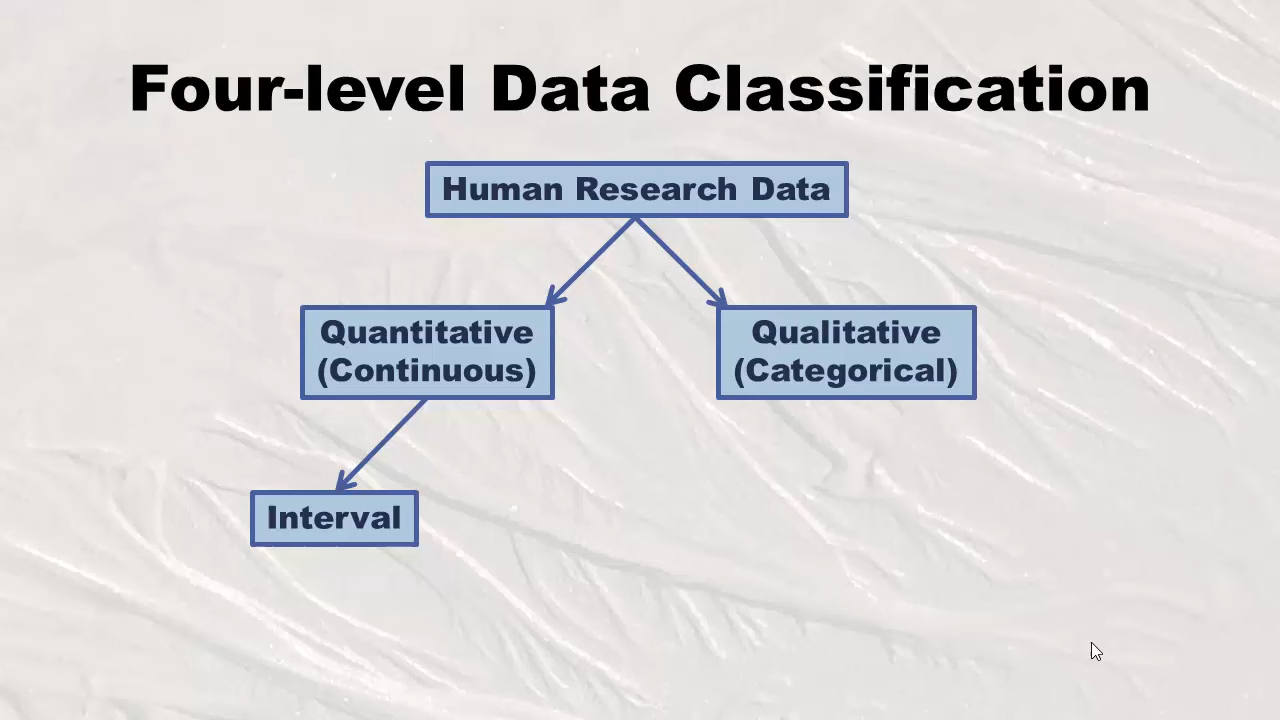 Four-level Data Classification
Human Research Data
Quantitative
(Continuous)
Qualitative
(Categorical)
Interval